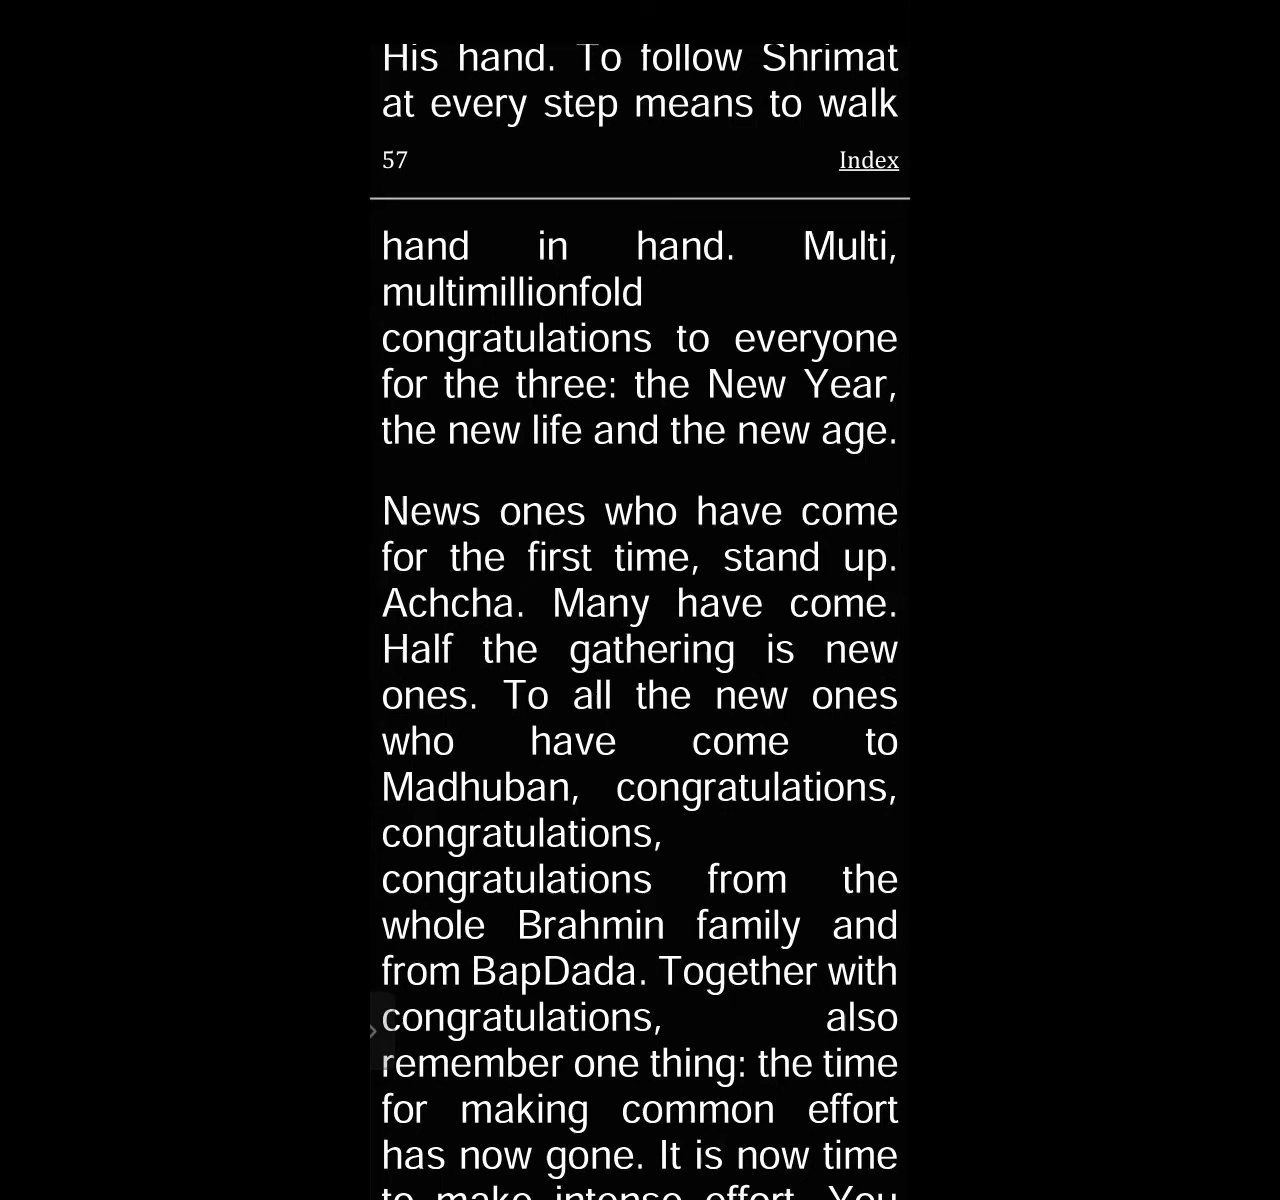 His hand. To follow Shrimat
at every step means to walk
57 Index
hand in hand. Multi,
multimillionfold
congratulations to everyone
for the three: the New Year,
the new life and the new age.
News ones who have come
for the first time, stand up.
Achcha. Many have come.
Half the gathering is new
ones. To all the new ones
who have come to
Madhuban, congratulations,
congratulations,
congratulations from the
whole Brahmin family and
from BapDada. Together with
congratulations, also
remember one thing: the time
for making common effort
has now gone. It is now time
to make intense effort. You